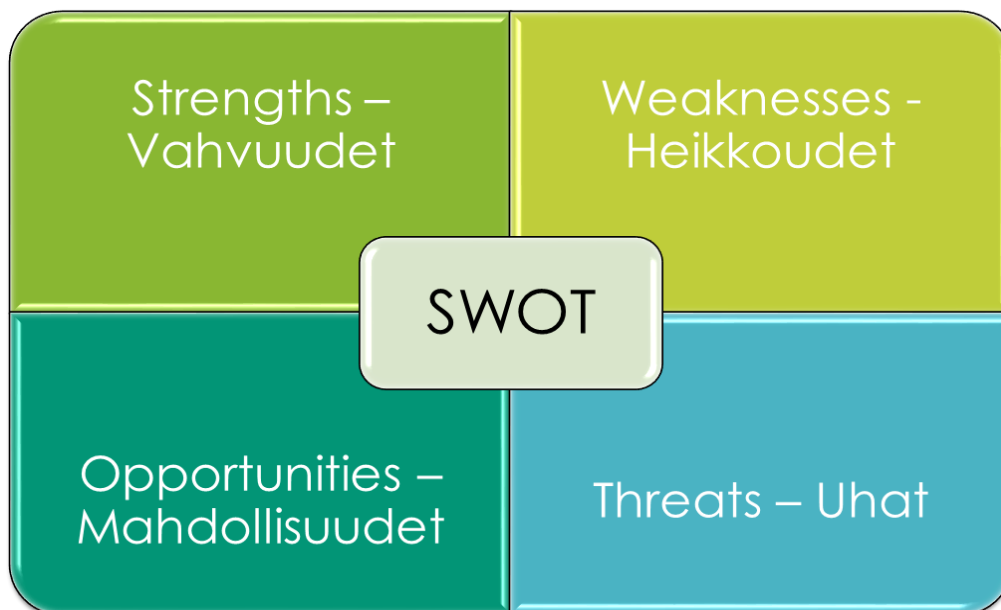 Strengths –
Vahvuudet
Weaknesses -
Heikkoudet
SWOT
Opportunities –
Mahdollisuudet
Threats – Uhat